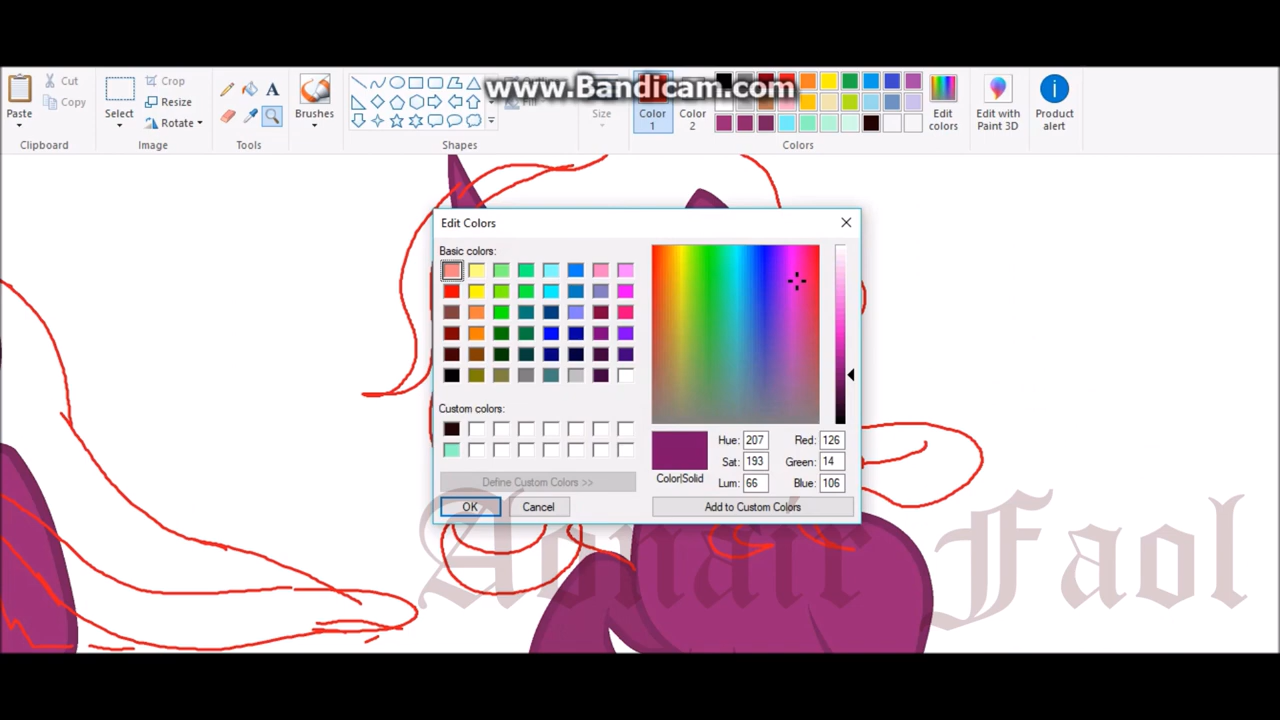 www.Bandicam.com
Cut
Copy
Paste
Clipboard
Select
Crop
Resize
Rotate
Image
Tools
Brushes
Shapes
Fill
Size
Color 1
Color 2
Edit colors
Colors
Edit with Paint 3D
Product alert
Edit Colors
Basic colors:
Custom colors:
Define Custom Colors >>
OK
Cancel
Color|Solid
Hue: 207
Sat: 193
Lum: 66
Red: 126
Green: 14
Blue: 106
Add to Custom Colors
Aonair Faol